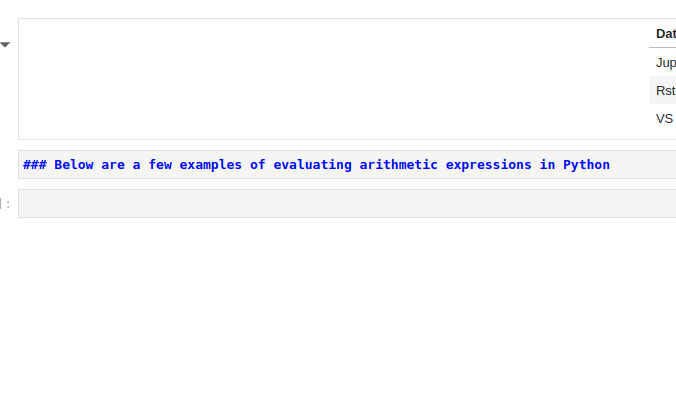 Dat
Jup
Rst
VS
### Below are a few examples of evaluating arithmetic expressions in Python
]: